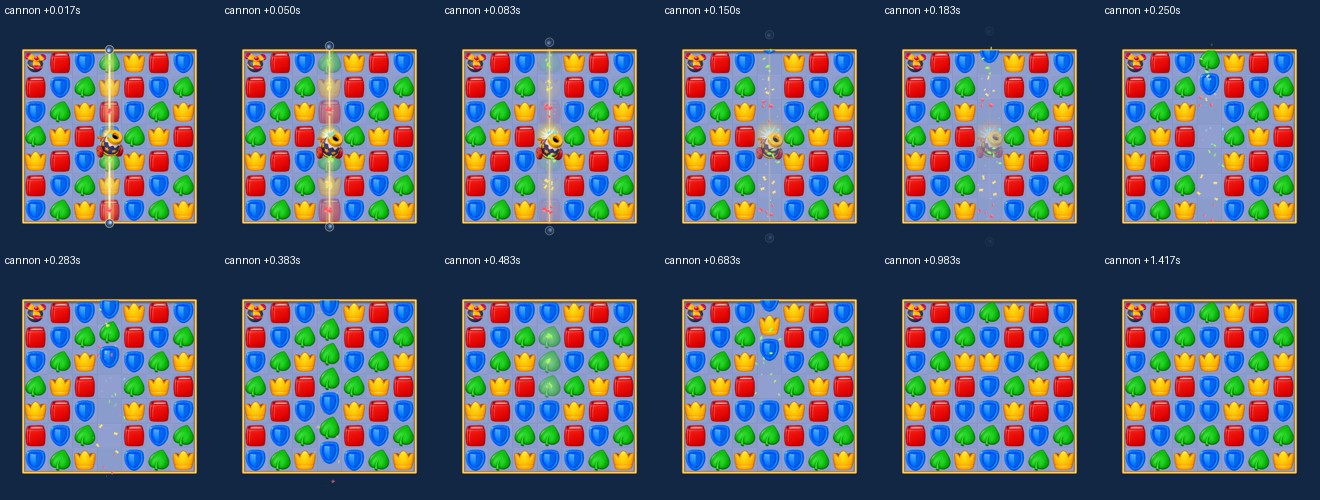 cannon +0.017s
cannon +0.050s
cannon +0.083s
cannon +0.150s
cannon +0.183s
cannon +0.250s
cannon +0.283s
cannon +0.383s
cannon +0.483s
cannon +0.683s
cannon +0.983s
cannon +1.417s